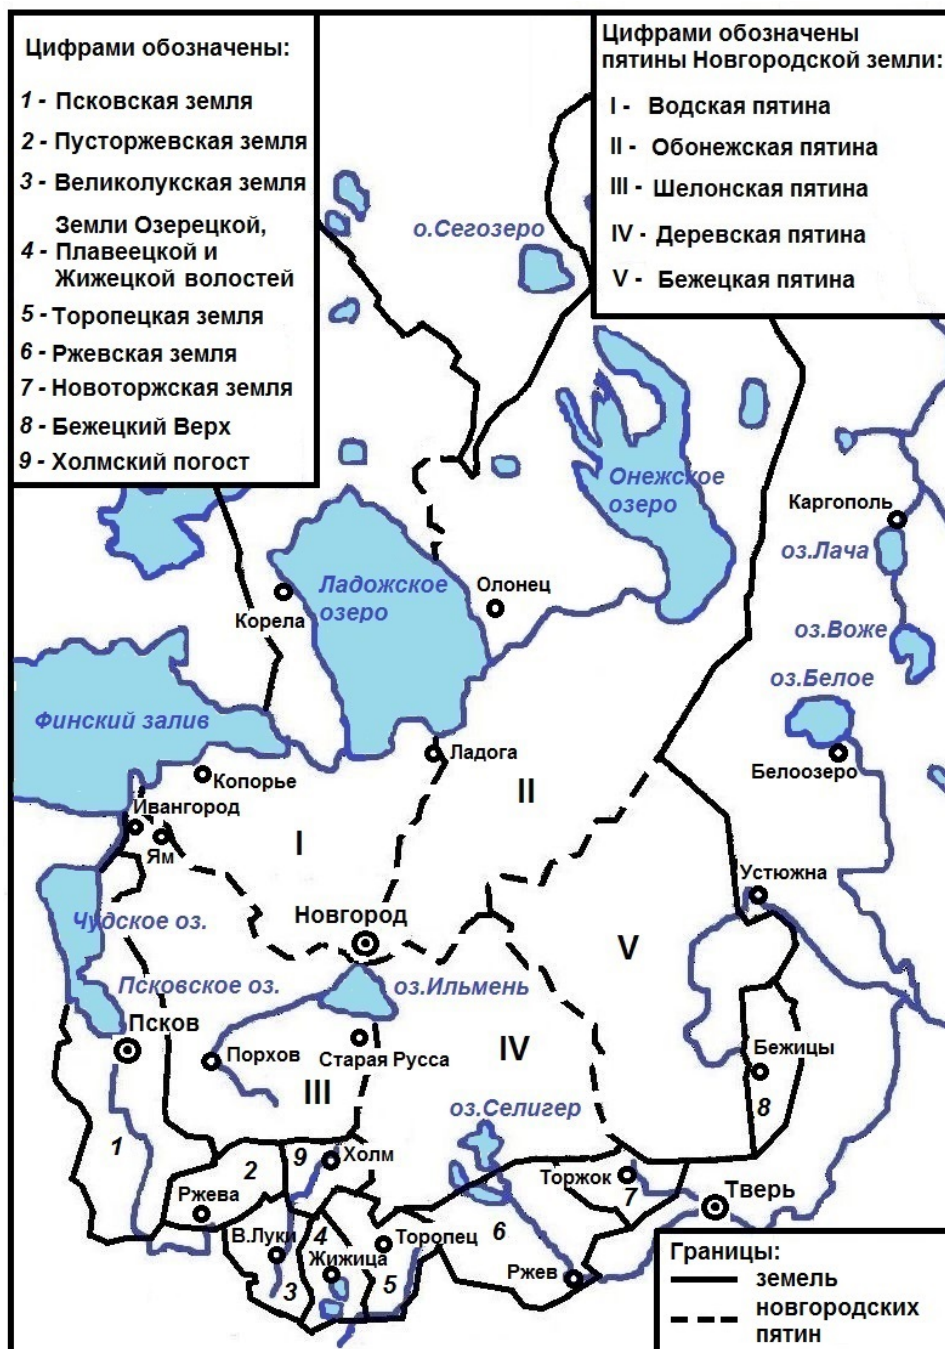 Цифрами обозначены:
1 - Псковская земля
2 - Пусторжевская земля
3 - Великолукская земля
Земли Озерецкой,
4 - Плавеецкой и
Жижецкой волостей
5 - Торопецкая земля
6 - Ржевская земля
7 - Новоторжская земля
8 - Бежецкий Верх
9 - Холмский погост
Цифрами обозначены
пятины Новгородской земли:
I - Водская пятина
II - Обонежская пятина
III - Шелонская пятина
IV - Деревская пятина
V - Бежецкая пятина
о.Сегозеро
Онежское
озеро
Каргополь
оз.Лача
Ладожское
озеро
Олонец
Корела
оз.Воже
оз.Белое
Финский залив
Ладога
Белоозеро
Копорье
II
Ивангород
Ям
I
Устюжна
Чудское оз.
Новгород
V
Псковское оз.
оз.Ильмень
Псков
Порхов
Старая Русса
IV
Бежицы
III
оз.Селигер
8
1
2
9
Холм
Торжок
7
Тверь
Ржева
В.Луки
4
Торопец
6
Жижица
3
5
Ржев
Границы:
земель
новгородских
пятин